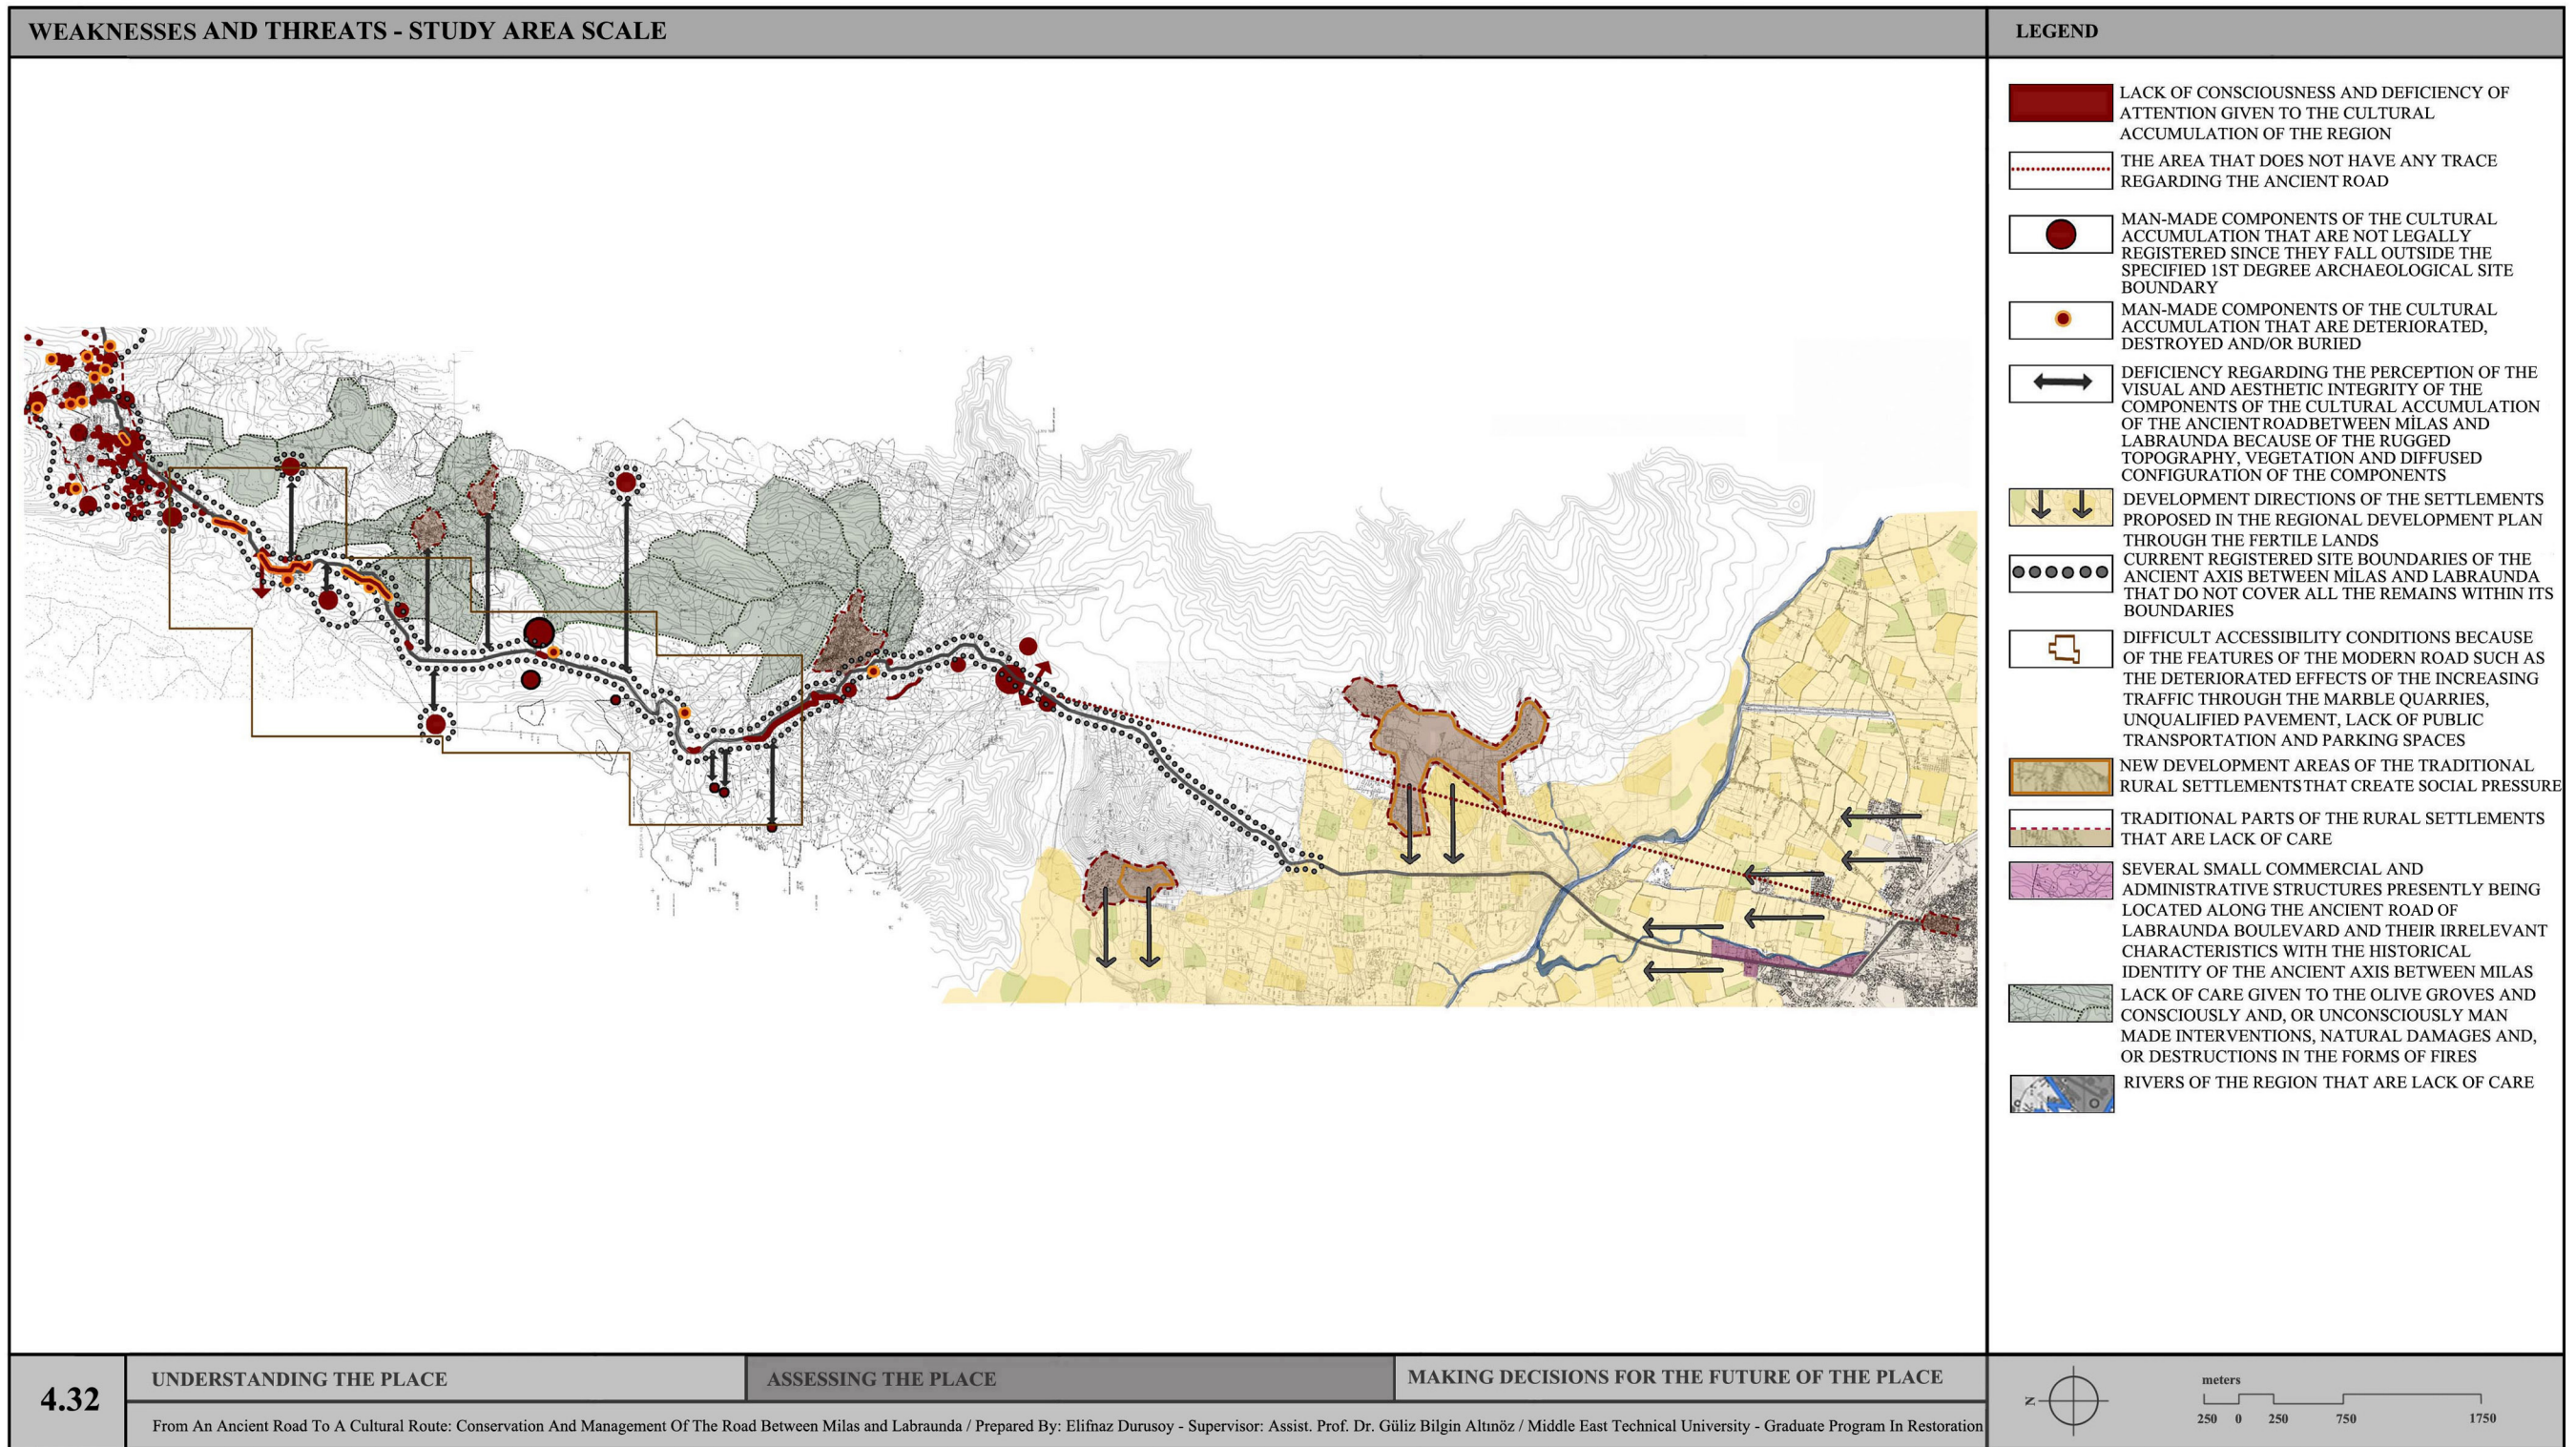 WEAKNESSES AND THREATS - STUDY AREA SCALE
LEGEND
LACK OF CONSCIOUSNESS AND DEFICIENCY OF
ATTENTION GIVEN TO THE CULTURAL
ACCUMULATION OF THE REGION
THE AREA THAT DOES NOT HAVE ANY TRACE
REGARDING THE ANCIENT ROAD
MAN-MADE COMPONENTS OF THE CULTURAL
ACCUMULATION THAT ARE NOT LEGALLY
REGISTERED SINCE THEY FALL OUTSIDE THE
SPECIFIED 1ST DEGREE ARCHAEOLOGICAL SITE
BOUNDARY
MAN-MADE COMPONENTS OF THE CULTURAL
ACCUMULATION THAT ARE DETERIORATED,
DESTROYED AND/OR BURIED
DEFICIENCY REGARDING THE PERCEPTION OF THE
VISUAL AND AESTHETIC INTEGRITY OF THE
COMPONENTS OF THE CULTURAL ACCUMULATION
OF THE ANCIENT ROAD BETWEEN MİLAS AND
LABRAUNDA BECAUSE OF THE RUGGED
TOPOGRAPHY, VEGETATION AND DIFFUSED
CONFIGURATION OF THE COMPONENTS
DEVELOPMENT DIRECTIONS OF THE SETTLEMENTS
PROPOSED IN THE REGIONAL DEVELOPMENT PLAN
THROUGH THE FERTILE LANDS
CURRENT REGISTERED SITE BOUNDARIES OF THE
ANCIENT AXIS BETWEEN MİLAS AND LABRAUNDA
THAT DO NOT COVER ALL THE REMAINS WITHIN ITS
BOUNDARIES
DIFFICULT ACCESSIBILITY CONDITIONS BECAUSE
OF THE FEATURES OF THE MODERN ROAD SUCH AS
THE DETERIORATED EFFECTS OF THE INCREASING
TRAFFIC THROUGH THE MARBLE QUARRIES,
UNQUALIFIED PAVEMENT, LACK OF PUBLIC
TRANSPORTATION AND PARKING SPACES
NEW DEVELOPMENT AREAS OF THE TRADITIONAL
RURAL SETTLEMENTS THAT CREATE SOCIAL PRESSURE
TRADITIONAL PARTS OF THE RURAL SETTLEMENTS
THAT ARE LACK OF CARE
SEVERAL SMALL COMMERCIAL AND
ADMINISTRATIVE STRUCTURES PRESENTLY BEING
LOCATED ALONG THE ANCIENT ROAD OF
LABRAUNDA BOULEVARD AND THEIR IRRELEVANT
CHARACTERISTICS WITH THE HISTORICAL
IDENTITY OF THE ANCIENT AXIS BETWEEN MILAS
LACK OF CARE GIVEN TO THE OLIVE GROVES AND
CONSCIOUSLY AND, OR UNCONSCIOUSLY MAN
MADE INTERVENTIONS, NATURAL DAMAGES AND,
OR DESTRUCTIONS IN THE FORMS OF FIRES
RIVERS OF THE REGION THAT ARE LACK OF CARE
4.32
UNDERSTANDING THE PLACE
ASSESSING THE PLACE
MAKING DECISIONS FOR THE FUTURE OF THE PLACE
From An Ancient Road To A Cultural Route: Conservation And Management Of The Road Between Milas and Labraunda / Prepared By: Elifnaz Durusoy - Supervisor: Assist. Prof. Dr. Güliz Bilgin Altınöz / Middle East Technical University - Graduate Program In Restoration
N
meters
250 0 250 750 1750